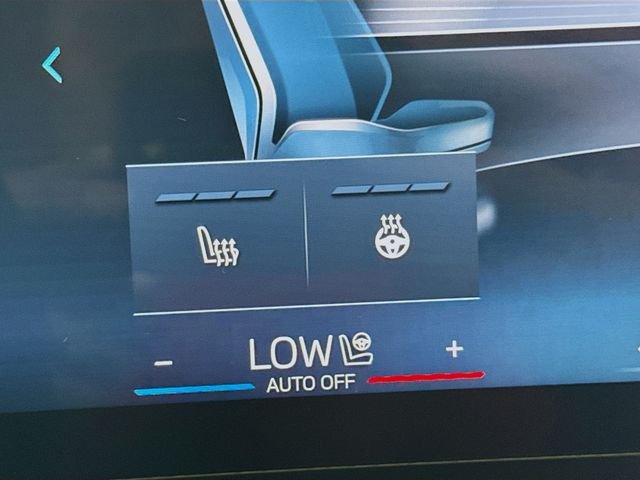 - LOW +
AUTO OFF